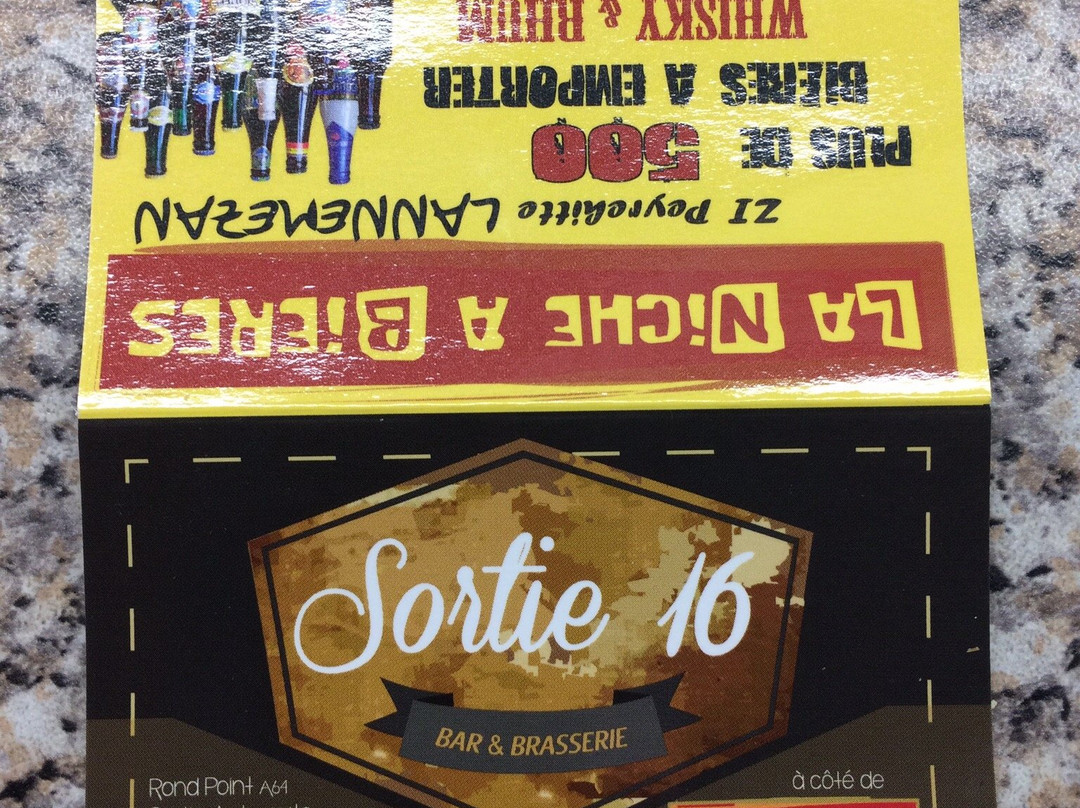 LA NiCHE A BiERES
ZI Peyrehitte LANNEMEZAN
PLUS DE 500
BIÈRES A EMPORTER
WHISKY & RHUM
Sortie 16
BAR & BRASSERIE
Rond Point A64
à côté de